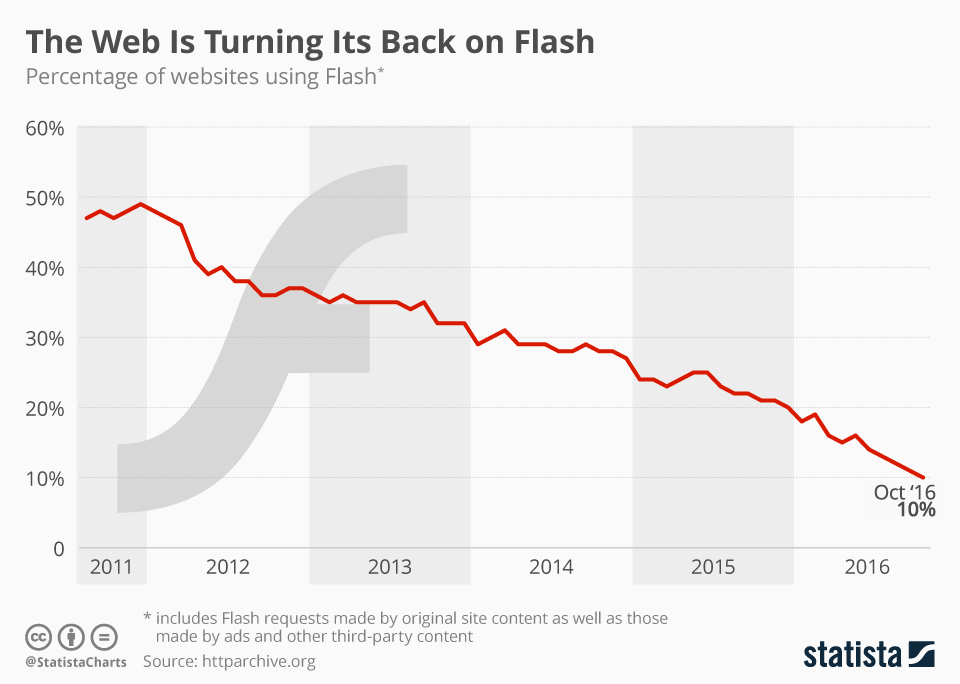 The Web Is Turning Its Back on Flash
Percentage of websites using Flash*
60%
50%
40%
30%
20%
10%
0
Oct ‘16
10%
2011 2012 2013 2014 2015 2016
* includes Flash requests made by original site content as well as those
made by ads and other third-party content
cc
@StatistaCharts
Source: httparchive.org
statista